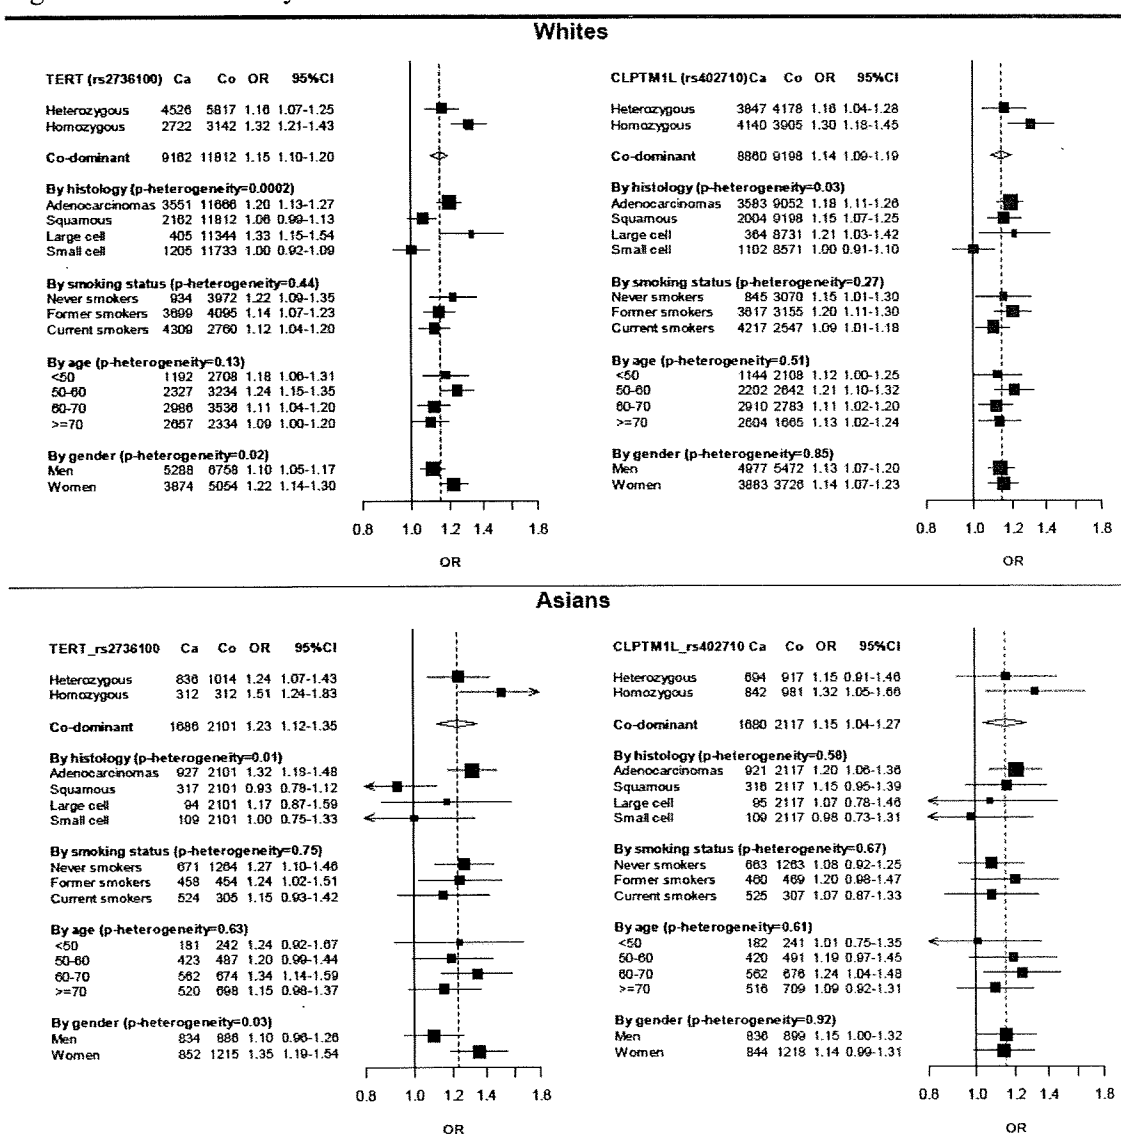 Whites
TERT (rs2736100) Ca Co OR 95%CI
Heterozygous 4526 5817 1.16 1.07-1.25
Homozygous 2722 3142 1.32 1.21-1.43
Co-dominant 9162 11812 1.15 1.10-1.20
By histology (p-heterogeneity=0.0002)
Adenocarcinomas 3551 11666 1.20 1.13-1.27
Squamous 2162 11812 1.06 0.99-1.13
Large cell 405 11344 1.33 1.15-1.54
Small cell 1205 11733 1.00 0.92-1.09
By smoking status (p-heterogeneity=0.44)
Never smokers 934 3972 1.22 1.09-1.35
Former smokers 3699 4095 1.14 1.07-1.23
Current smokers 4309 2760 1.12 1.04-1.20
By age (p-heterogeneity=0.13)
<50 1192 2708 1.18 1.06-1.31
50-60 2327 3234 1.24 1.15-1.35
60-70 2986 3536 1.11 1.04-1.20
>=70 2657 2334 1.09 1.00-1.20
By gender (p-heterogeneity=0.02)
Men 5288 6758 1.10 1.05-1.17
Women 3874 5054 1.22 1.14-1.30
0.8 1.0 1.2 1.4 1.8
OR
CLPTM1L (rs402710) Ca Co OR 95%CI
Heterozygous 3847 4178 1.16 1.04-1.28
Homozygous 4140 3905 1.30 1.18-1.45
Co-dominant 8860 9198 1.14 1.09-1.19
By histology (p-heterogeneity=0.03)
Adenocarcinomas 3583 9052 1.18 1.11-1.26
Squamous 2004 9198 1.15 1.07-1.25
Large cell 364 8731 1.21 1.03-1.42
Small cell 1102 8571 1.00 0.91-1.10
By smoking status (p-heterogeneity=0.27)
Never smokers 845 3070 1.15 1.01-1.30
Former smokers 3617 3155 1.20 1.11-1.30
Current smokers 4217 2547 1.09 1.01-1.18
By age (p-heterogeneity=0.51)
<50 1144 2108 1.12 1.00-1.25
50-60 2202 2642 1.21 1.10-1.32
60-70 2910 2783 1.11 1.02-1.20
>=70 2604 1665 1.13 1.02-1.24
By gender (p-heterogeneity=0.85)
Men 4977 5472 1.13 1.07-1.20
Women 3883 3726 1.14 1.07-1.23
0.8 1.0 1.2 1.4 1.8
OR
Asians
TERT_rs2736100 Ca Co OR 95%CI
Heterozygous 836 1014 1.24 1.07-1.43
Homozygous 312 312 1.51 1.24-1.83
Co-dominant 1686 2101 1.23 1.12-1.35
By histology (p-heterogeneity=0.01)
Adenocarcinomas 927 2101 1.32 1.19-1.48
Squamous 317 2101 0.93 0.78-1.12
Large cell 94 2101 1.17 0.87-1.59
Small cell 109 2101 1.00 0.75-1.33
By smoking status (p-heterogeneity=0.75)
Never smokers 671 1264 1.27 1.10-1.46
Former smokers 458 454 1.24 1.02-1.51
Current smokers 524 305 1.15 0.93-1.42
By age (p-heterogeneity=0.63)
<50 181 242 1.24 0.92-1.67
50-60 423 487 1.20 0.99-1.44
60-70 562 674 1.34 1.14-1.59
>=70 520 698 1.15 0.98-1.37
By gender (p-heterogeneity=0.03)
Men 834 886 1.10 0.96-1.26
Women 852 1215 1.35 1.19-1.54
0.8 1.0 1.2 1.4 1.8
OR
CLPTM1L_rs402710 Ca Co OR 95%CI
Heterozygous 694 917 1.15 0.91-1.46
Homozygous 842 981 1.32 1.05-1.66
Co-dominant 1680 2117 1.15 1.04-1.27
By histology (p-heterogeneity=0.58)
Adenocarcinomas 921 2117 1.20 1.06-1.36
Squamous 316 2117 1.15 0.95-1.39
Large cell 95 2117 1.07 0.78-1.46
Small cell 109 2117 0.98 0.73-1.31
By smoking status (p-heterogeneity=0.67)
Never smokers 663 1263 1.08 0.92-1.25
Former smokers 460 469 1.20 0.98-1.47
Current smokers 525 307 1.07 0.87-1.33
By age (p-heterogeneity=0.61)
<50 182 241 1.01 0.75-1.35
50-60 420 491 1.19 0.97-1.45
60-70 562 676 1.24 1.04-1.48
>=70 516 709 1.09 0.92-1.31
By gender (p-heterogeneity=0.92)
Men 836 899 1.15 1.00-1.32
Women 844 1218 1.14 0.99-1.31
0.8 1.0 1.2 1.4 1.8
OR